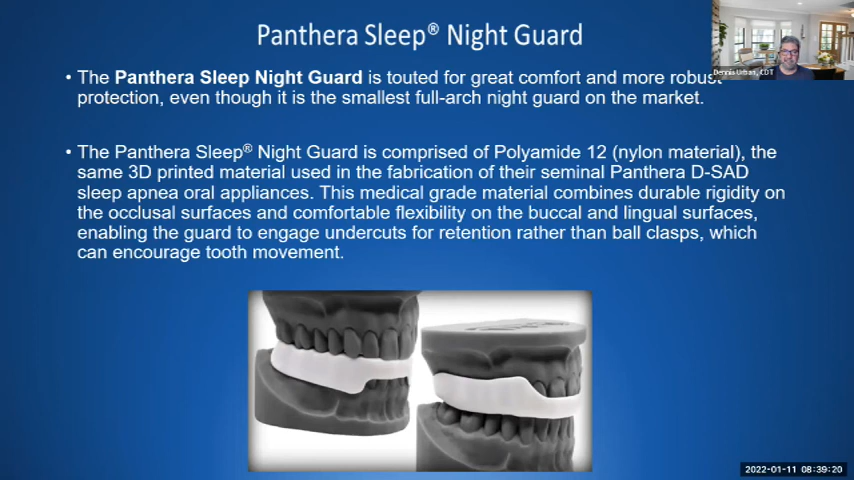 Panthera Sleep® Night Guard
• The Panthera Sleep Night Guard is touted for great comfort and more robust
protection, even though it is the smallest full-arch night guard on the market.
• The Panthera Sleep® Night Guard is comprised of Polyamide 12 (nylon material), the
same 3D printed material used in the fabrication of their seminal Panthera D-SAD
sleep apnea oral appliances. This medical grade material combines durable rigidity on
the occlusal surfaces and comfortable flexibility on the buccal and lingual surfaces,
enabling the guard to engage undercuts for retention rather than ball clasps, which
can encourage tooth movement.
Dennis Urban, CDT
2022-01-11 08:39:20